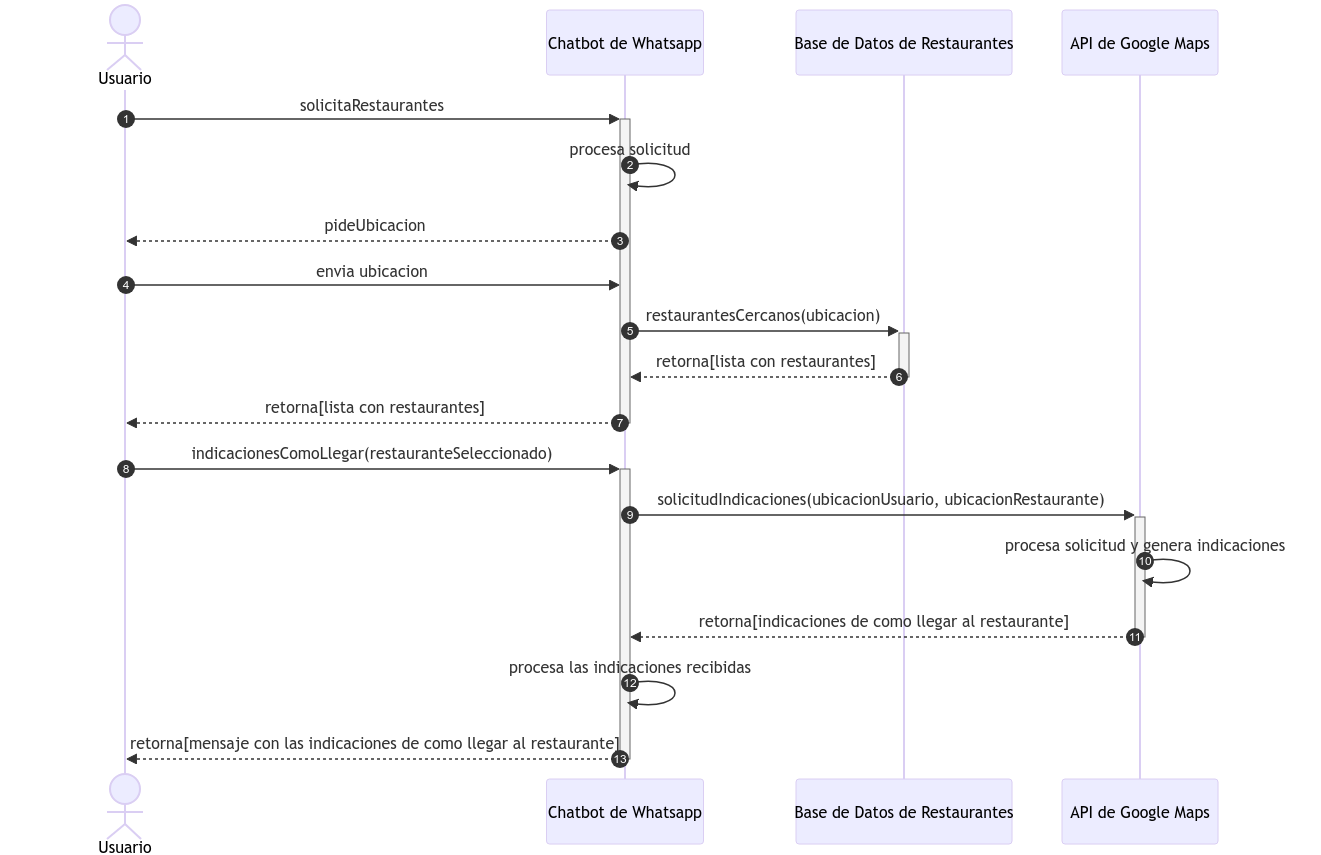 Chatbot de Whatsapp
Base de Datos de Restaurantes
API de Google Maps
Usuario
solicitaRestaurantes
1
procesa solicitud
2
pideUbicacion
3
envia ubicacion
4
restaurantesCercanos(ubicacion)
5
retorna[lista con restaurantes]
6
retorna[lista con restaurantes]
7
indicacionesComoLlegar(restauranteSeleccionado)
8
solicitudIndicaciones(ubicacionUsuario, ubicacionRestaurante)
9
procesa solicitud y genera indicaciones
10
retorna[indicaciones de como llegar al restaurante]
11
procesa las indicaciones recibidas
12
retorna[mensaje con las indicaciones de como llegar al restaurante]
13
Chatbot de Whatsapp
Base de Datos de Restaurantes
API de Google Maps
Usuario